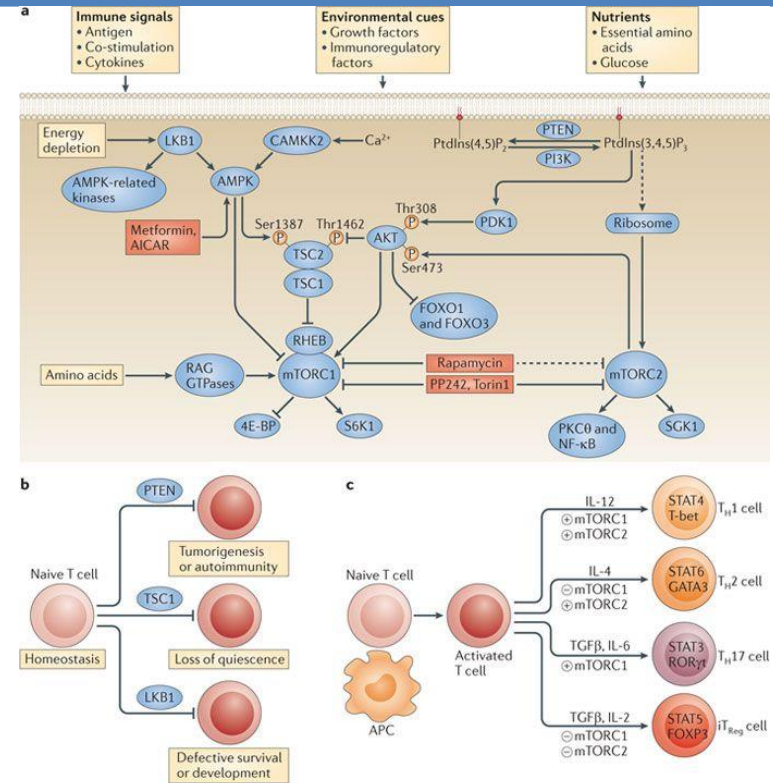 a
Immune signals
• Antigen
• Co-stimulation
• Cytokines
Environmental cues
• Growth factors
• Immunoregulatory
factors
Nutrients
• Essential amino
acids
• Glucose
Energy
depletion
LKB1
CAMKK2
Ca²⁺
PtdIns(4,5)P₂
PTEN
PI3K
PtdIns(3,4,5)P₃
AMPK-related
kinases
AMPK
Metformin,
AICAR
Ser1387
Thr1462
P
P
TSC2
TSC1
AKT
Thr308
P
P
Ser473
PDK1
Ribosome
FOXO1
and FOXO3
RHEB
mTORC1
Amino acids
RAG
GTPases
Rapamycin
PP242, Torin1
mTORC2
4E-BP
S6K1
PKCθ and
NF-κB
SGK1
b
Naive T cell
Homeostasis
PTEN
Tumorigenesis
or autoimmunity
TSC1
Loss of quiescence
LKB1
Defective survival
or development
c
Naive T cell
APC
Activated
T cell
IL-12
⊕ mTORC1
⊕ mTORC2
STAT4
T-bet
Tₕ1 cell
IL-4
⊖ mTORC1
⊕ mTORC2
STAT6
GATA3
Tₕ2 cell
TGFβ, IL-6
⊕ mTORC1
STAT3
RORγt
Tₕ17 cell
TGFβ, IL-2
⊖ mTORC1
⊖ mTORC2
STAT5
FOXP3
iTReg cell